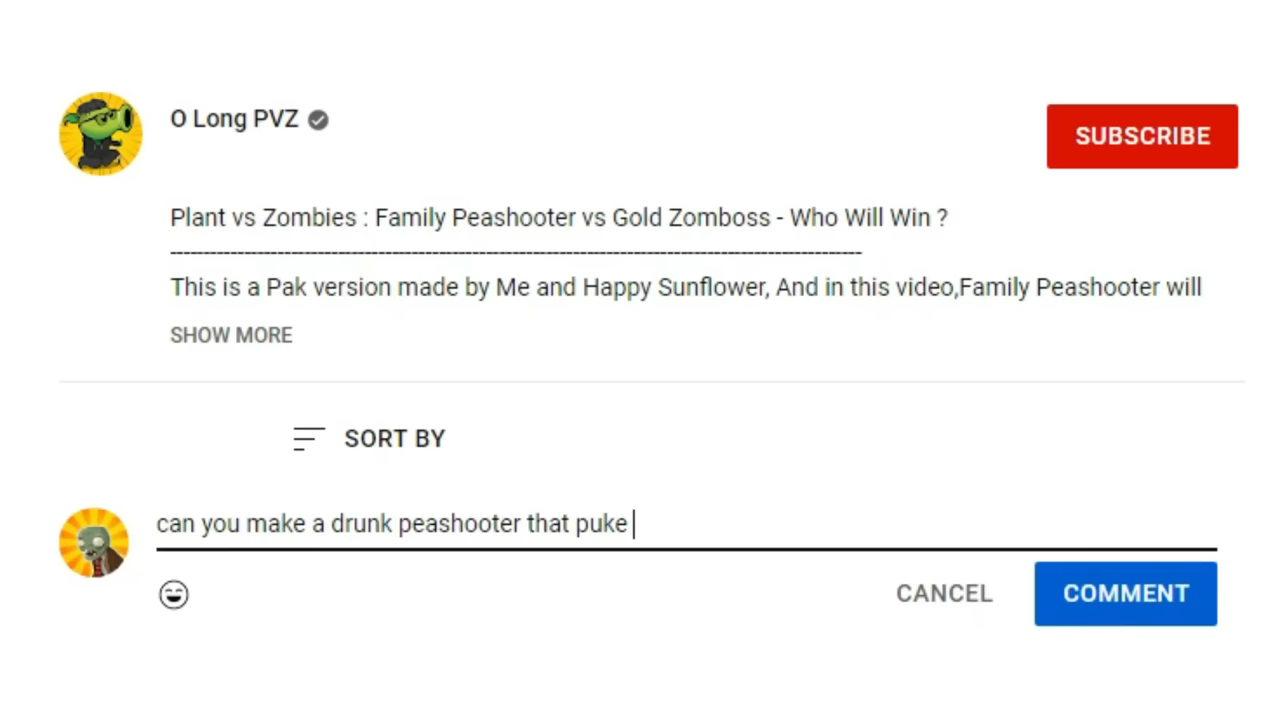 O Long PVZ
SUBSCRIBE
Plant vs Zombies : Family Peashooter vs Gold Zomboss - Who Will Win ?
----------------------------------------------------------------------------------------------------
This is a Pak version made by Me and Happy Sunflower, And in this video,Family Peashooter will
SHOW MORE
SORT BY
can you make a drunk peashooter that puke
CANCEL
COMMENT